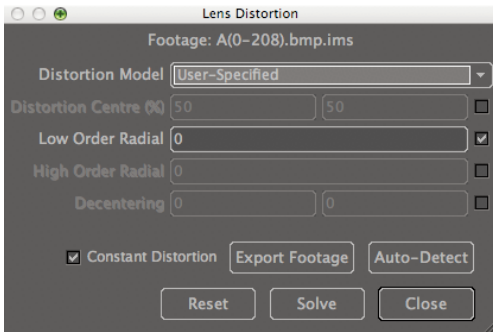 Lens Distortion
Footage: A(0-208).bmp.ims
Distortion Model User-Specified
Distortion Centre (%) 50 50
Low Order Radial 0
High Order Radial 0
Decentering 0 0
Constant Distortion Export Footage Auto-Detect
Reset Solve Close